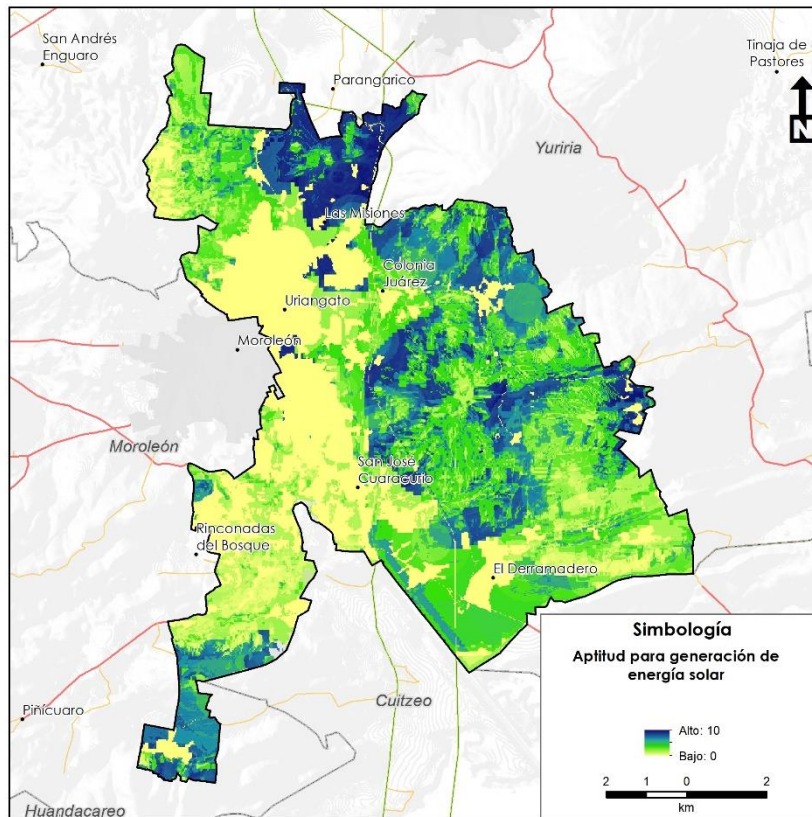 San Andrés
Enguaro
Tinaja de
Pastores
Parangarico
N
Yuriria
Las Misiones
Colonia
Juárez
Uriangato
Moroleón
Moroleón
San José
Cuaracurio
Rinconadas
del Bosque
El Derramadero
Simbología
Aptitud para generación de
energía solar
Cuitzeo
Piñícuaro
Alto: 10
Bajo: 0
2 1 0 2
km
Huandacareo